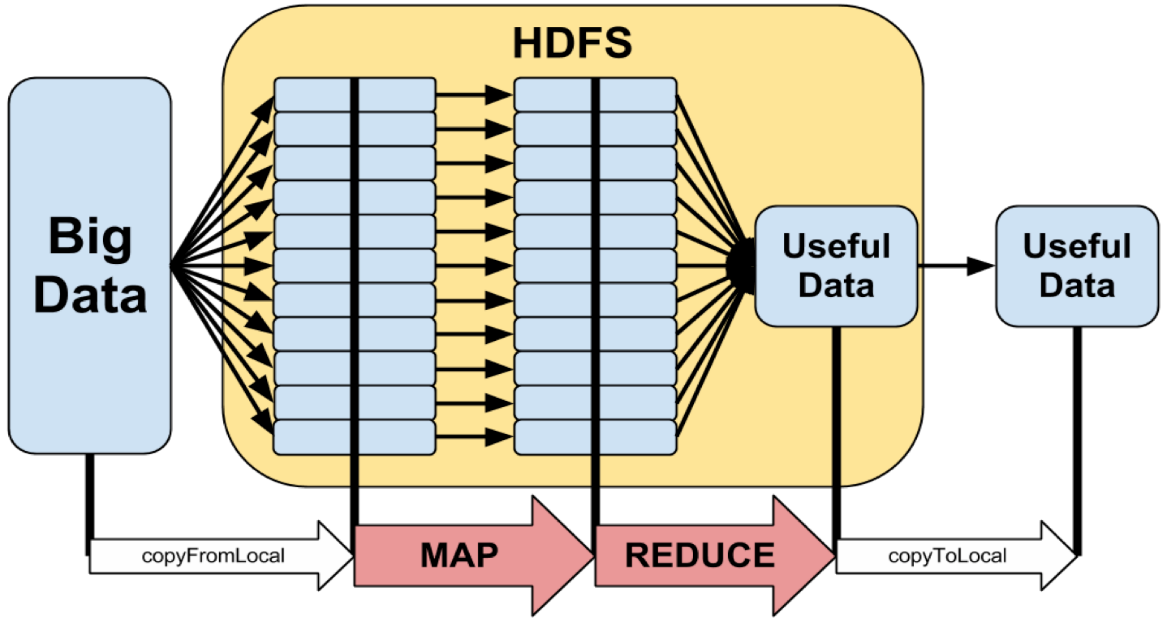 HDFS
Big
Data
Useful
Data
Useful
Data
copyFromLocal
MAP
REDUCE
copyToLocal